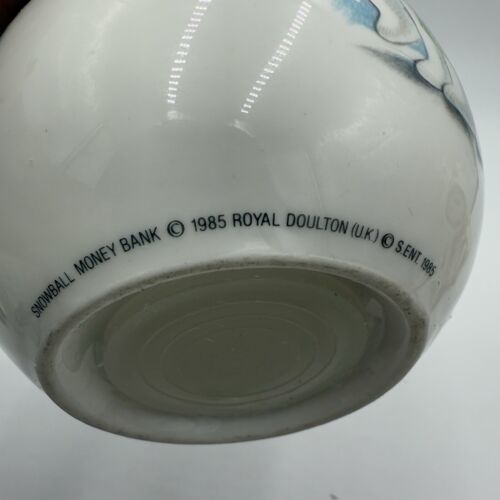 SNOWBALL MONEY BANK © 1985 ROYAL DOULTON (U.K.) © S.ENT. 1985